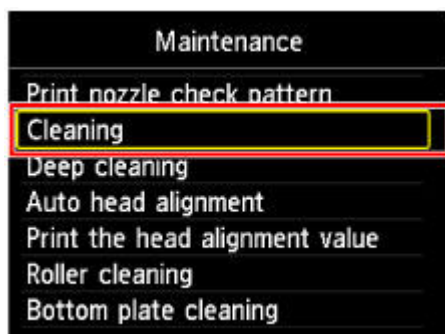 Maintenance
Print nozzle check pattern
Cleaning
Deep cleaning
Auto head alignment
Print the head alignment value
Roller cleaning
Bottom plate cleaning